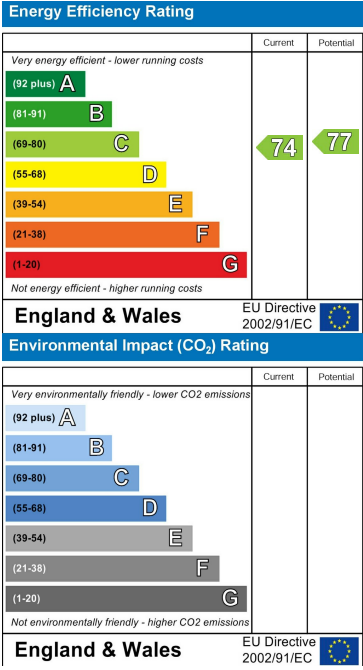 Energy Efficiency Rating
Current Potential
Very energy efficient - lower running costs
(92 plus) A
(81-91) B
(69-80) C
74 77
(55-68) D
(39-54) E
(21-38) F
(1-20) G
Not energy efficient - higher running costs
England & Wales
EU Directive
2002/91/EC
Environmental Impact (CO₂) Rating
Current Potential
Very environmentally friendly - lower CO2 emissions
(92 plus) A
(81-91) B
(69-80) C
(55-68) D
(39-54) E
(21-38) F
(1-20) G
Not environmentally friendly - higher CO2 emissions
England & Wales
EU Directive
2002/91/EC